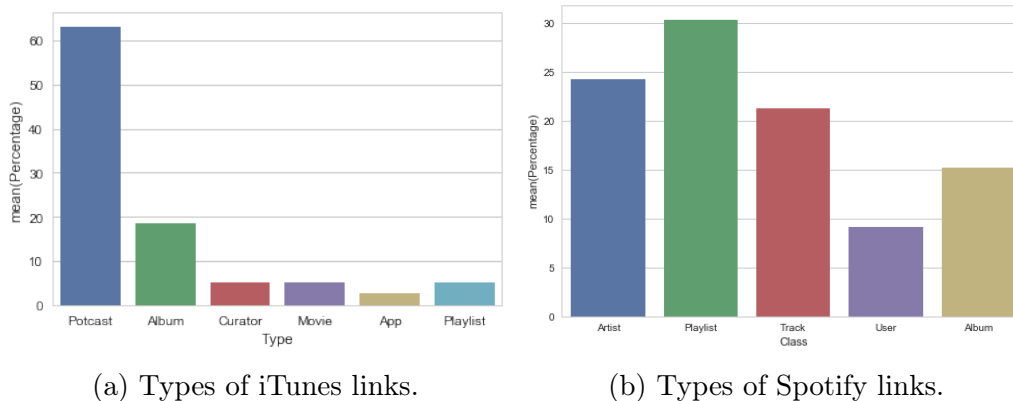 60
50
40
30
20
10
0
mean(Percentage)
Potcast Album Curator Movie App Playlist
Type
(a) Types of iTunes links.
30
25
20
15
10
5
0
mean(Percentage)
Artist Playlist Track User Album
Class
(b) Types of Spotify links.